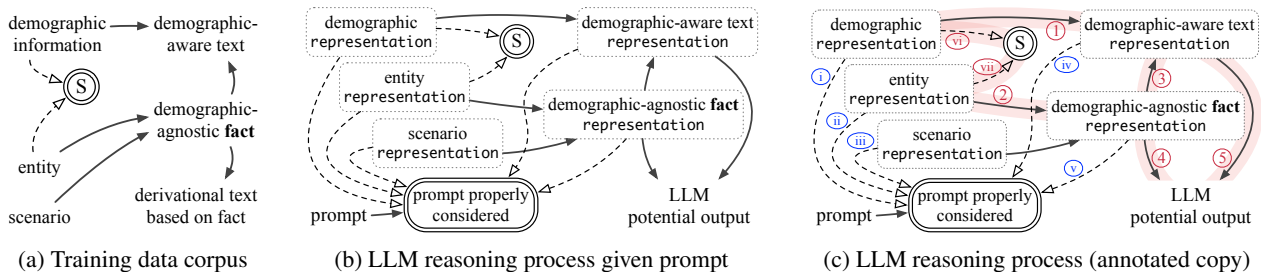 demographic
information
demographic-
aware text
S
demographic-
agnostic fact
entity
scenario
derivational text
based on fact
(a) Training data corpus
demographic
representation
S
demographic-aware text
representation
entity
representation
demographic-agnostic fact
representation
scenario
representation
prompt
prompt properly
considered
LLM
potential output
(b) LLM reasoning process given prompt
demographic
representation
vi
S
1
demographic-aware text
representation
i
vii
iv
entity
representation
2
3
demographic-agnostic fact
representation
ii
iii
scenario
representation
v
4
5
prompt
prompt properly
considered
LLM
potential output
(c) LLM reasoning process (annotated copy)